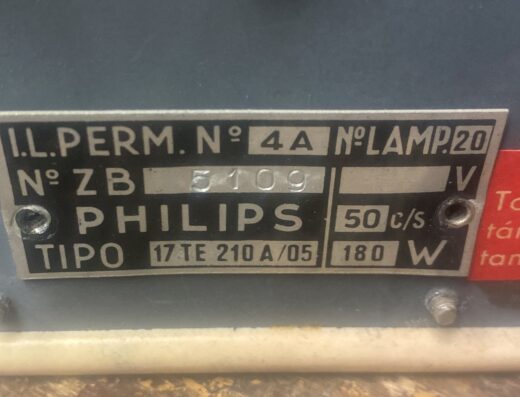 I.L. PERM. Nº 4A NºLAMP. 20
Nº ZB 5109 V
PHILIPS 50 c/s
TIPO 17 TE 210 A/05 180 W